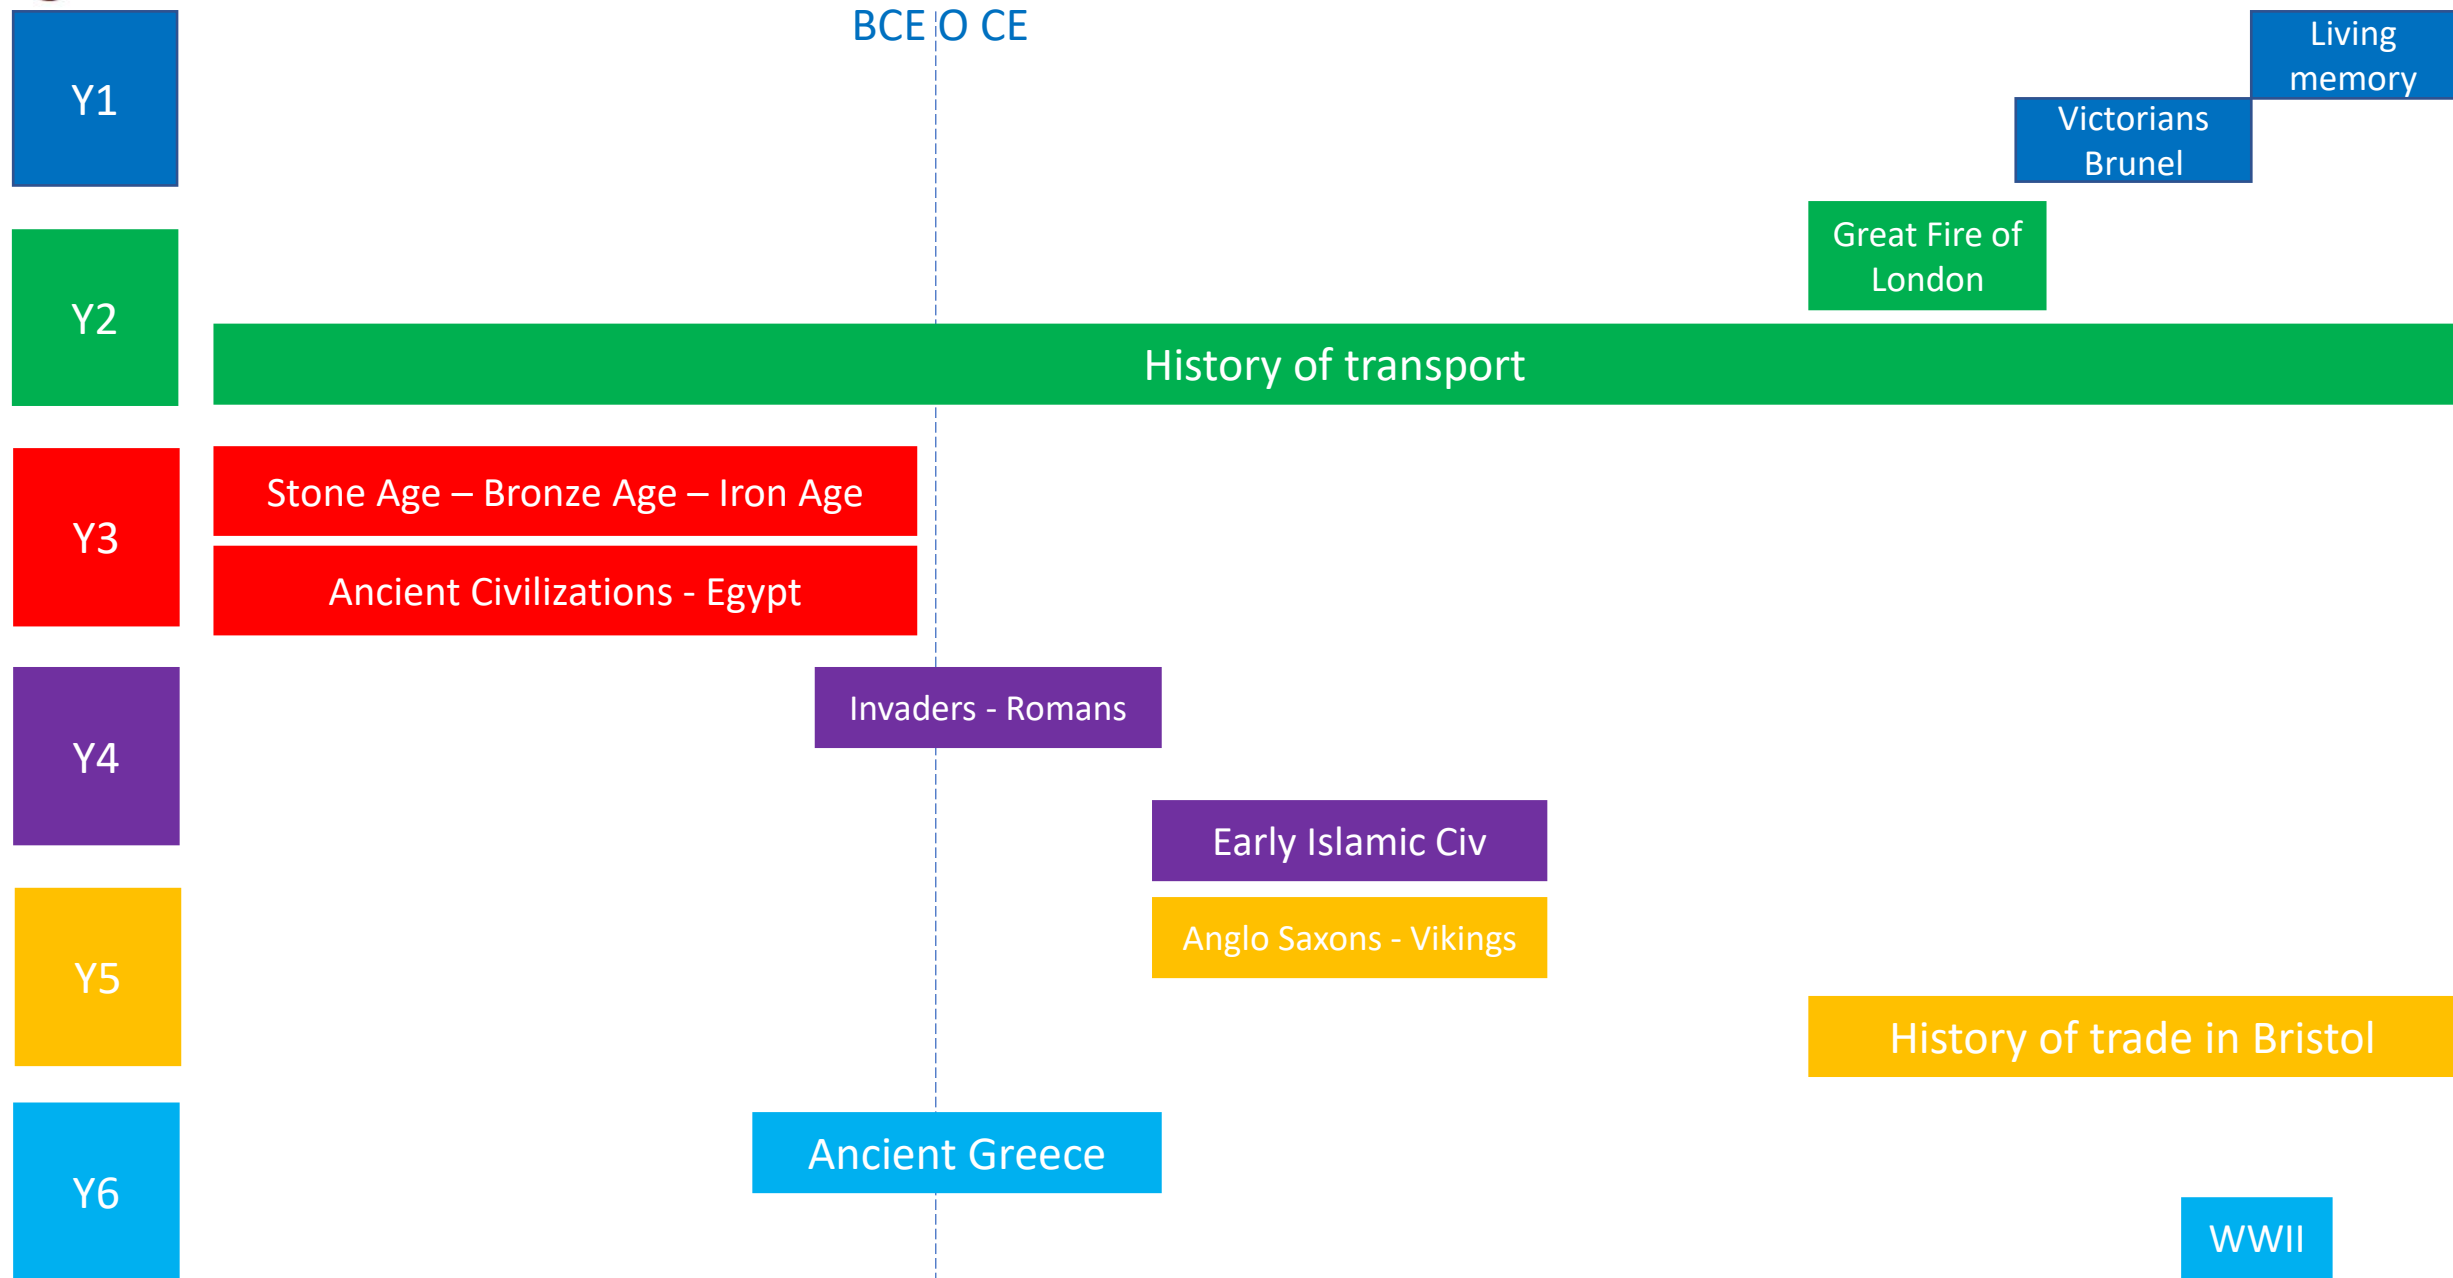 BCE O CE
Y1
Living
memory
Victorians
Brunel
Y2
Great Fire of
London
History of transport
Y3
Stone Age – Bronze Age – Iron Age
Ancient Civilizations - Egypt
Y4
Invaders - Romans
Early Islamic Civ
Y5
Anglo Saxons - Vikings
History of trade in Bristol
Y6
Ancient Greece
WWII